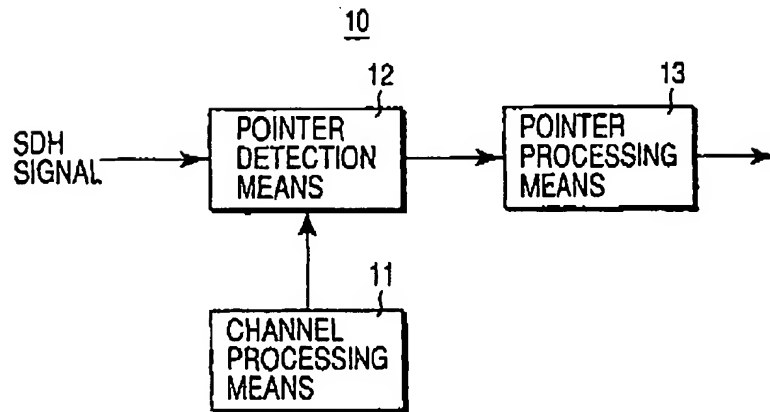 10
12
POINTER
DETECTION
MEANS
13
POINTER
PROCESSING
MEANS
SDH
SIGNAL
11
CHANNEL
PROCESSING
MEANS